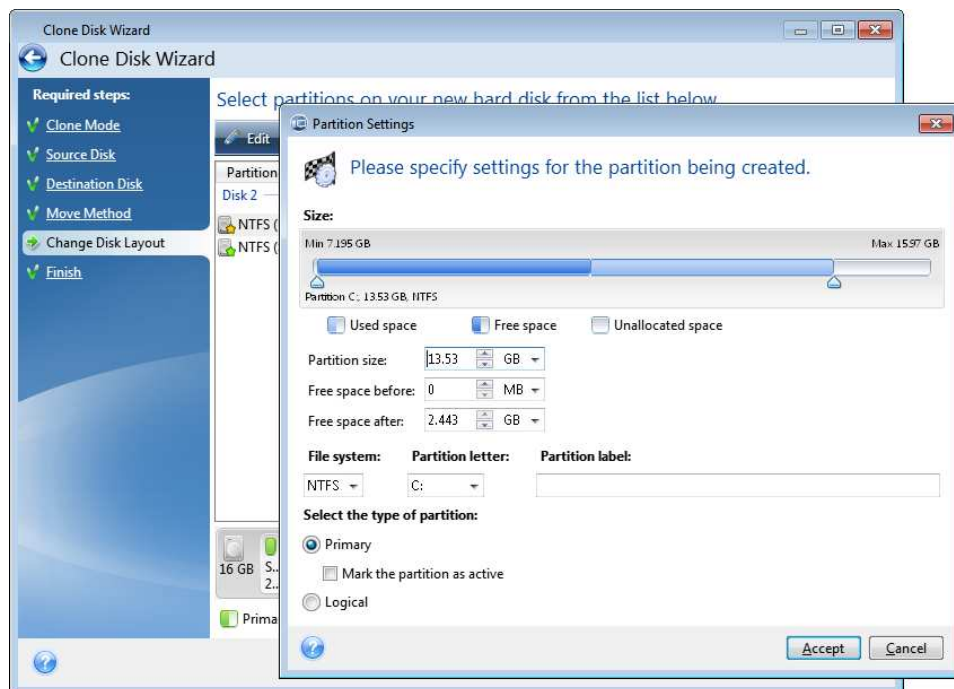 Clone Disk Wizard
Clone Disk Wizard
Required steps:
Clone Mode
Source Disk
Destination Disk
Move Method
Change Disk Layout
Finish
Select partitions on your new hard disk from the list below
Edit
Partition
Disk 2
NTFS (
NTFS (
16 GB
S..
2..
Prima
Partition Settings
Please specify settings for the partition being created.
Size:
Min 7.195 GB Max 15.97 GB
Partition C:, 13.53 GB, NTFS
Used space Free space Unallocated space
Partition size: 13.53 GB
Free space before: 0 MB
Free space after: 2.443 GB
File system: Partition letter: Partition label:
NTFS C:
Select the type of partition:
Primary
Mark the partition as active
Logical
Accept Cancel